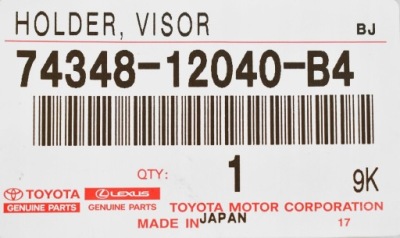 HOLDER, VISOR BJ
74348-12040-B4
QTY: 1 9K
TOYOTA LEXUS
GENUINE PARTS GENUINE PARTS TOYOTA MOTOR CORPORATION
MADE IN JAPAN 17